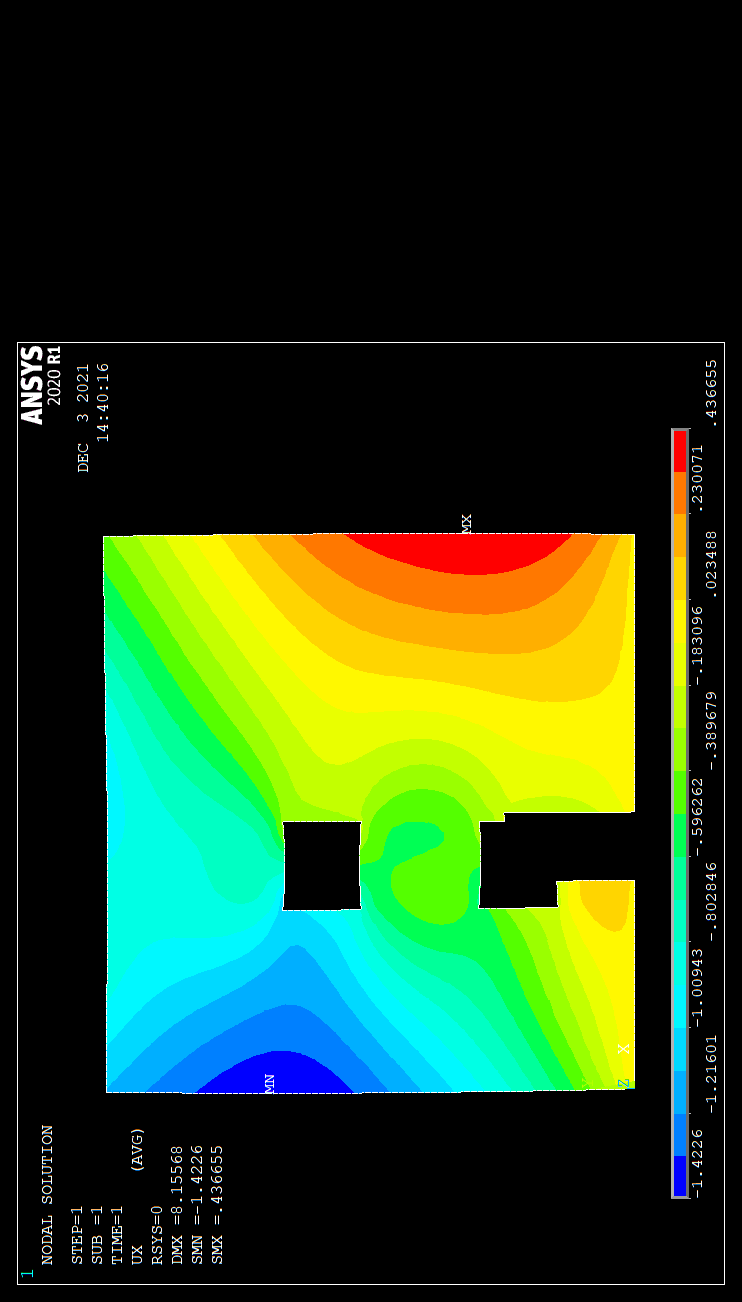 1
NODAL SOLUTION
STEP=1
SUB =1
TIME=1
UX (AVG)
RSYS=0
DMX =8.15568
SMN =-1.4226
SMX =.436655
ANSYS
2020 R1
DEC 3 2021
14:40:16
MN
MX
Z
X
-1.4226
-1.21601
-1.00943
-.802846
-.596262
-.389679
-.183096
.023488
.230071
.436655